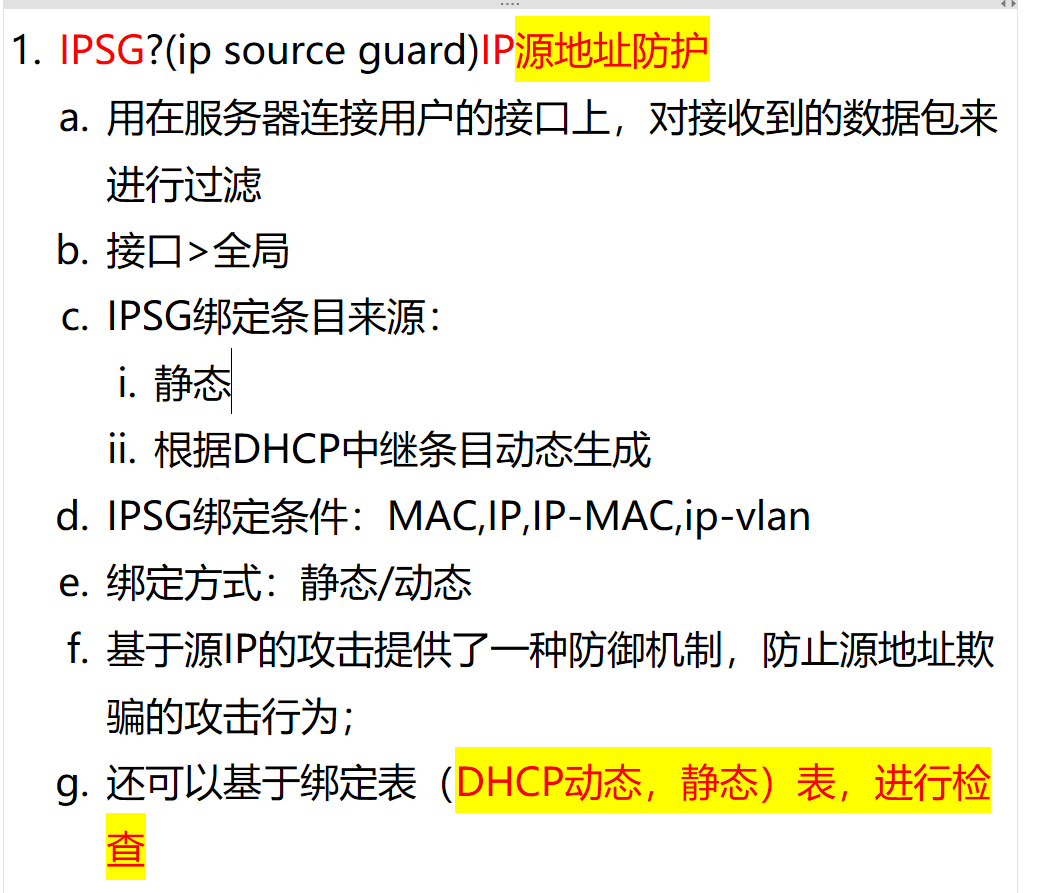 1. IPSG?(ip source guard)IP源地址防护
a. 用在服务器连接用户的接口上，对接收到的数据包来
进行过滤
b. 接口>全局
c. IPSG绑定条目来源：
i. 静态
ii. 根据DHCP中继条目动态生成
d. IPSG绑定条件：MAC,IP,IP-MAC,ip-vlan
e. 绑定方式：静态/动态
f. 基于源IP的攻击提供了一种防御机制，防止源地址欺
骗的攻击行为；
g. 还可以基于绑定表（DHCP动态，静态）表，进行检
查